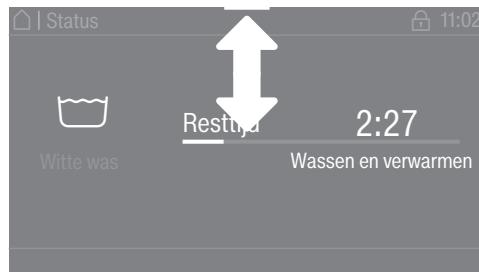 | Status 11:02
Resttijd 2:27
Witte was Wassen en verwarmen